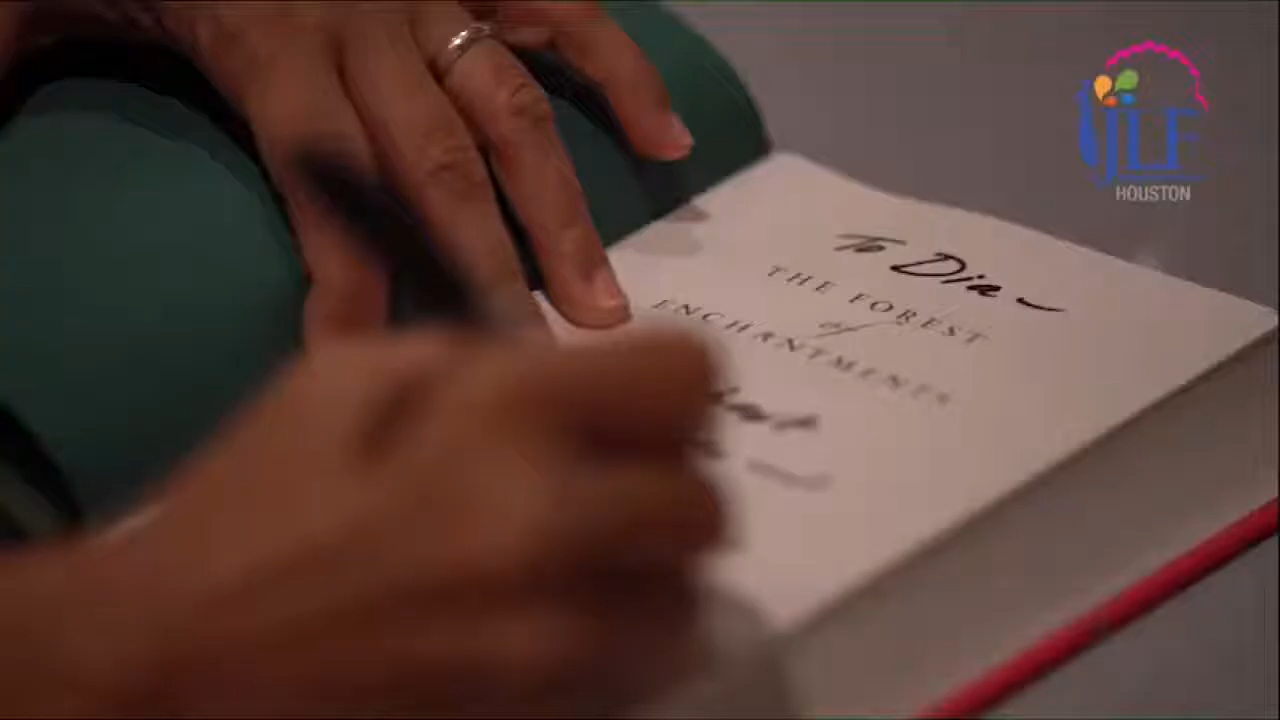 JLF
HOUSTON
To Dia
THE FOREST
of
ENCHANTMENTS